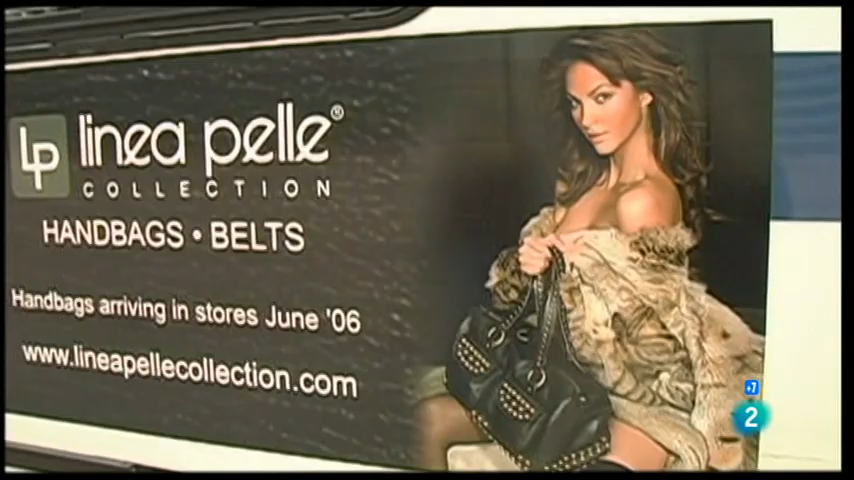 LP
linea pelle®
COLLECTION
HANDBAGS • BELTS
Handbags arriving in stores June '06
www.lineapellecollection.com
+7
2